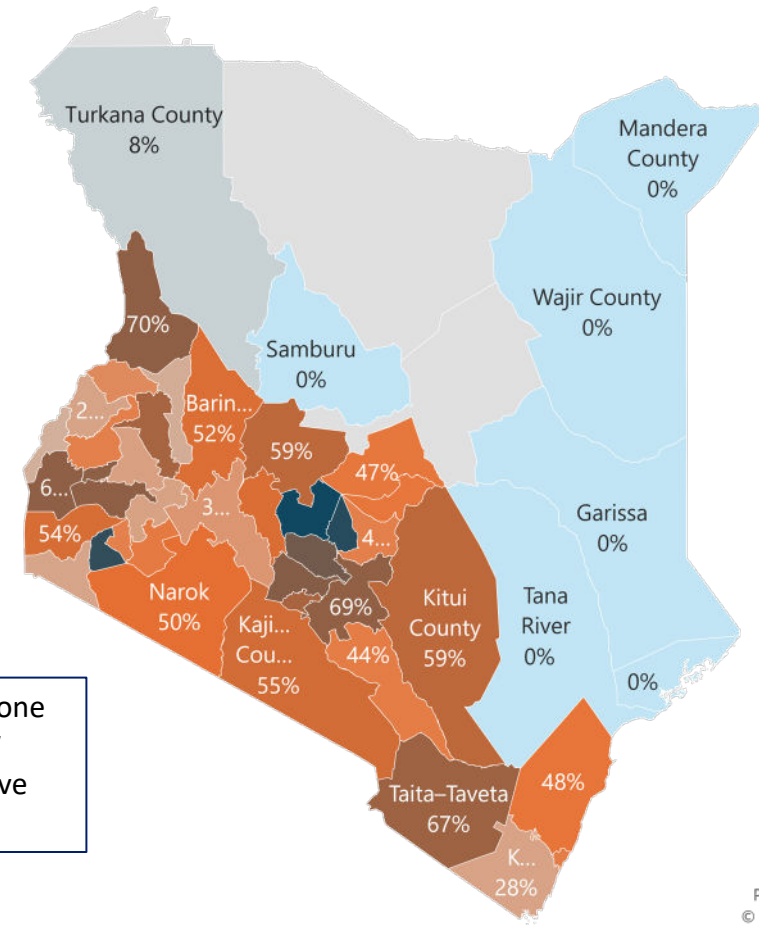 Turkana County
8%
Mandera
County
0%
Wajir County
0%
70%
Samburu
0%
2...
Barin...
52%
59%
47%
6...
3...
4...
Garissa
0%
54%
Narok
50%
69%
Kitui
County
59%
Tana
River
0%
Kaji...
Cou...
55%
44%
0%
one
ve
48%
Taita–Taveta
67%
K...
28%
P
©